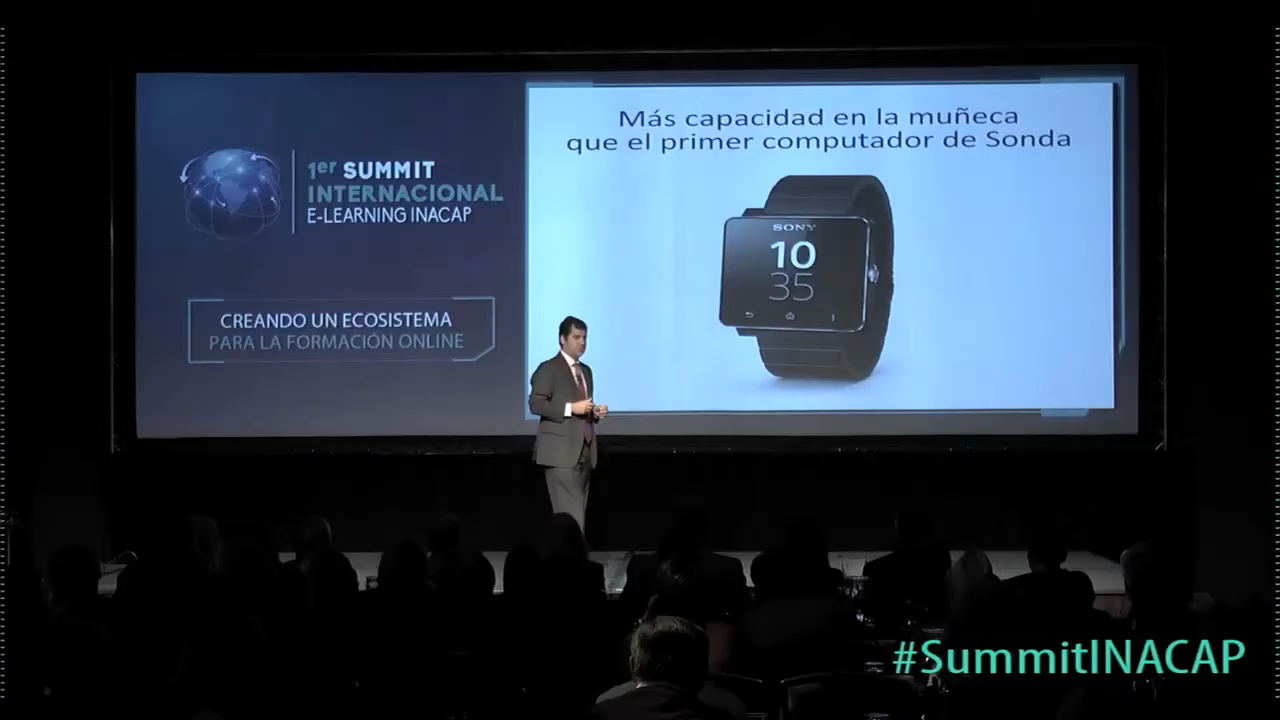 1er SUMMIT
INTERNACIONAL
E-LEARNING INACAP
CREANDO UN ECOSISTEMA
PARA LA FORMACIÓN ONLINE
Más capacidad en la muñeca
que el primer computador de Sonda
SONY
10
35
#SummitINACAP